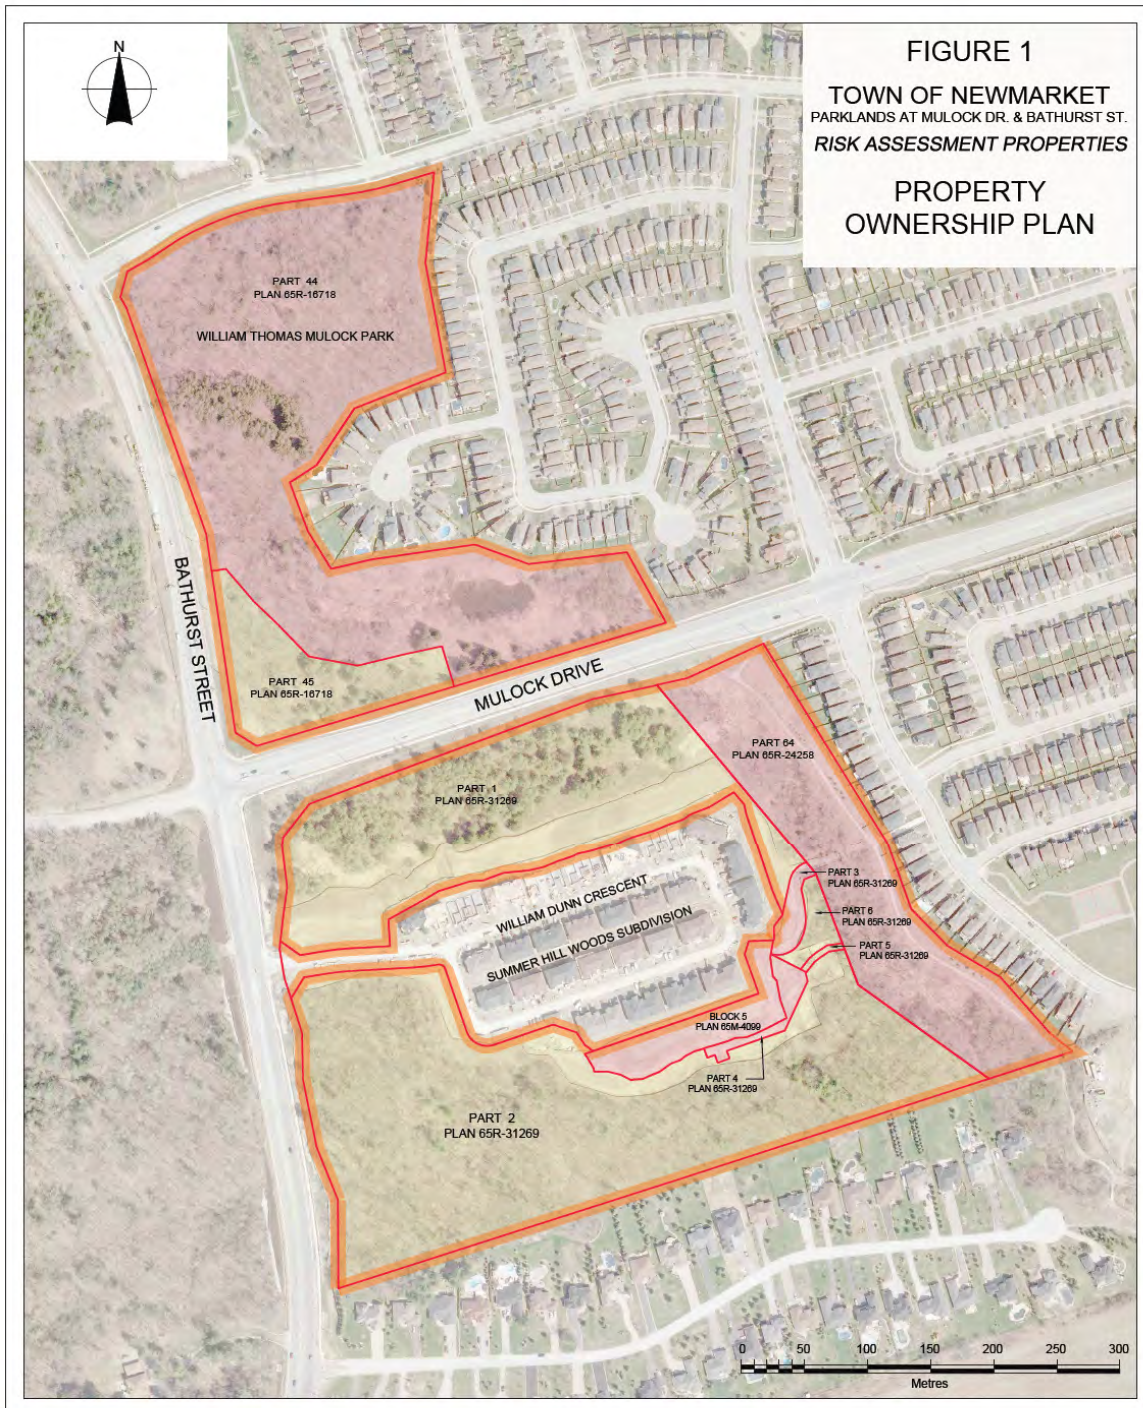 N
FIGURE 1
TOWN OF NEWMARKET
PARKLANDS AT MULOCK DR. & BATHURST ST.
RISK ASSESSMENT PROPERTIES
PROPERTY
OWNERSHIP PLAN
PART 44
PLAN 65R-16718
WILLIAM THOMAS MULOCK PARK
BATHURST STREET
PART 45
PLAN 65R-16718
MULOCK DRIVE
PART 64
PLAN 65R-24258
PART 1
PLAN 65R-31269
PART 3
PLAN 65R-31269
WILLIAM DUNN CRESCENT
SUMMER HILL WOODS SUBDIVISION
PART 6
PLAN 65R-31269
PART 5
PLAN 65R-31269
BLOCK 5
PLAN 65M-4099
PART 4
PLAN 65R-31269
PART 2
PLAN 65R-31269
0 50 100 150 200 250 300
Metres